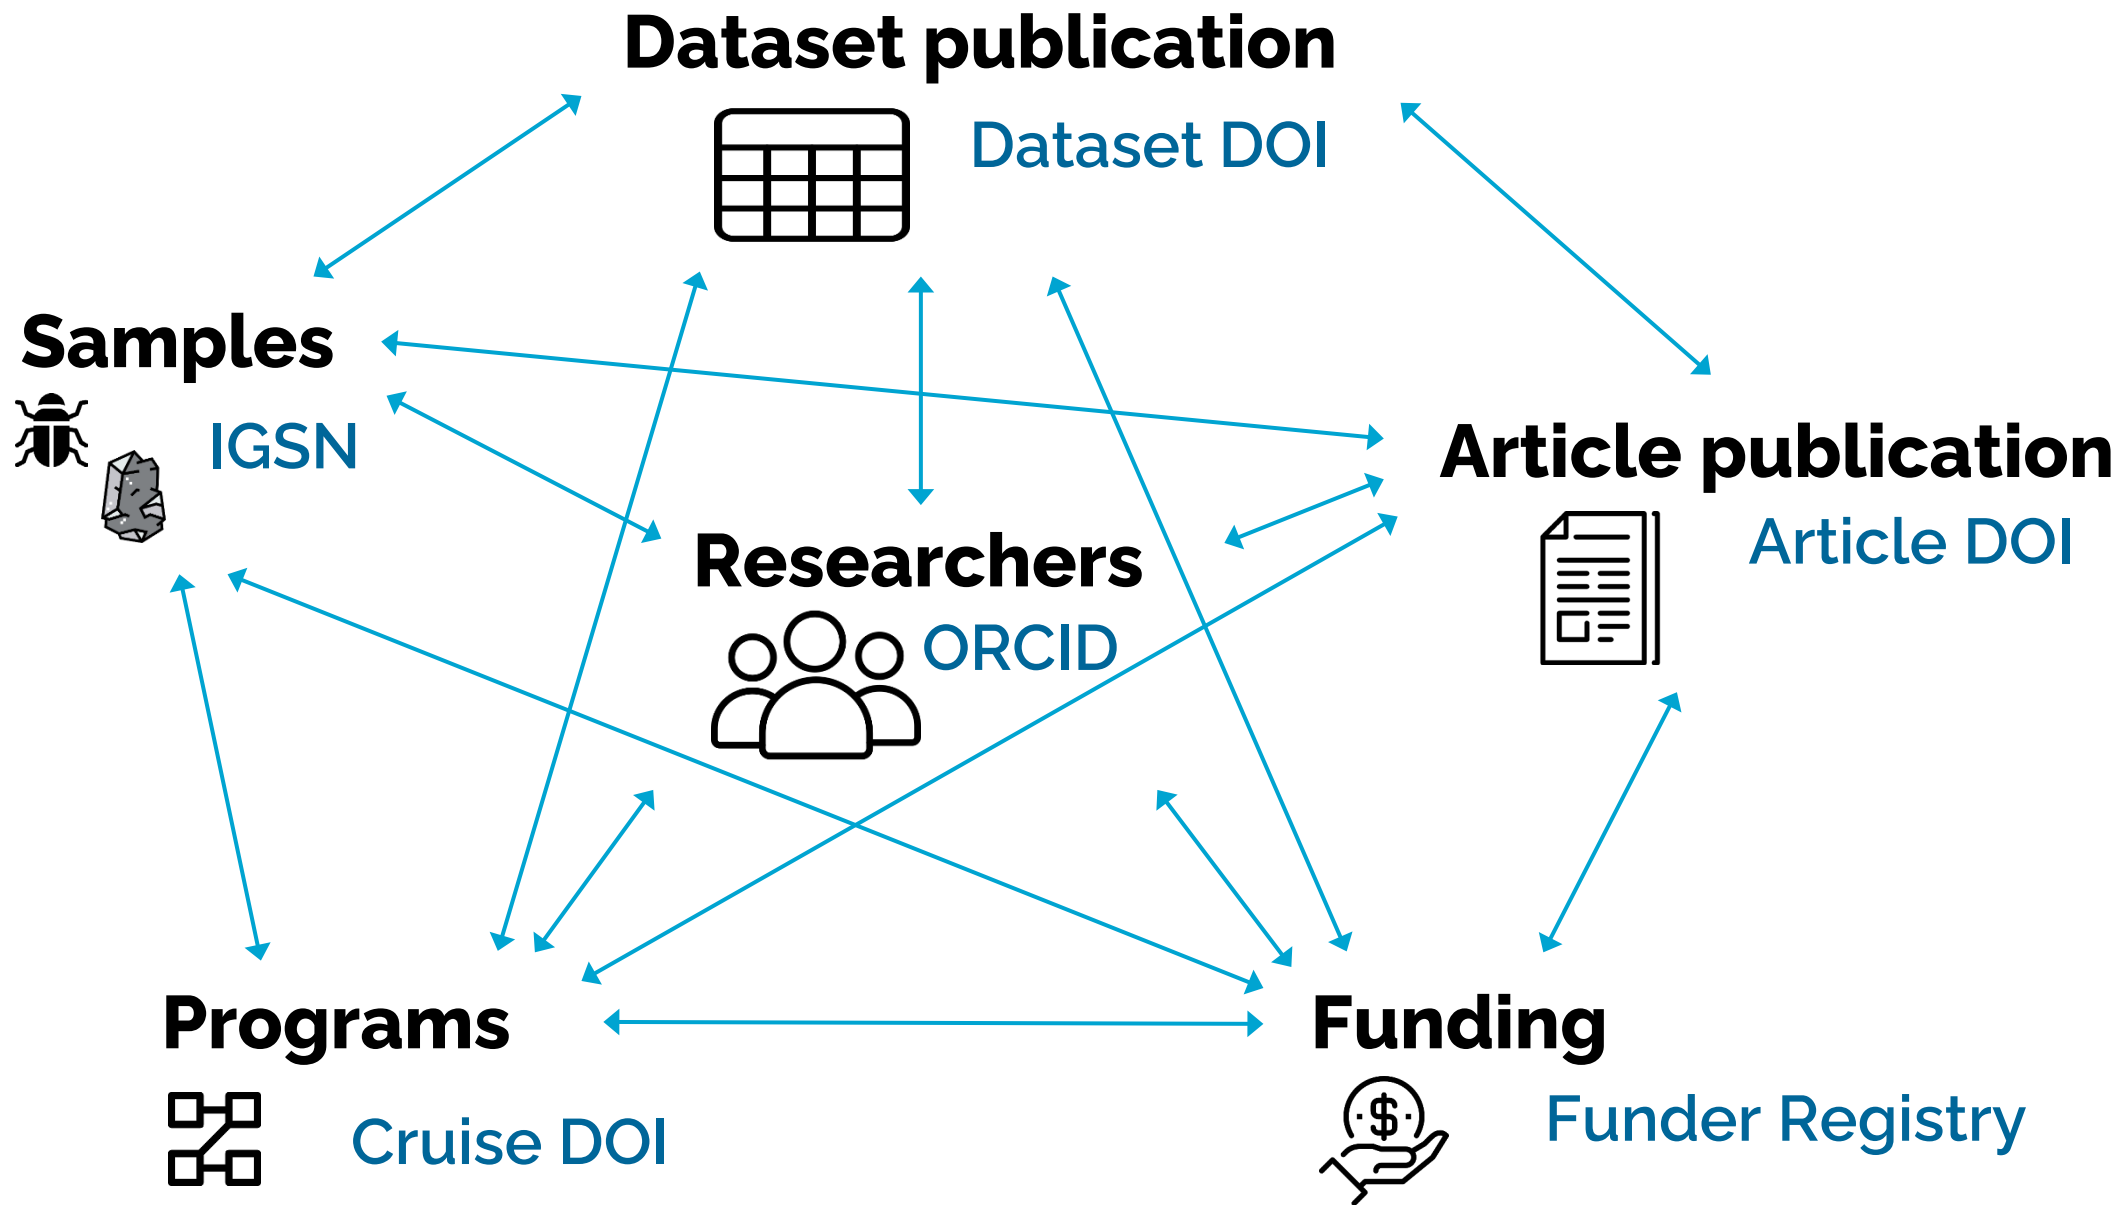 Dataset publication
Dataset DOI
Samples
IGSN
Article publication
Article DOI
Researchers
ORCID
Programs
Cruise DOI
Funding
$
Funder Registry